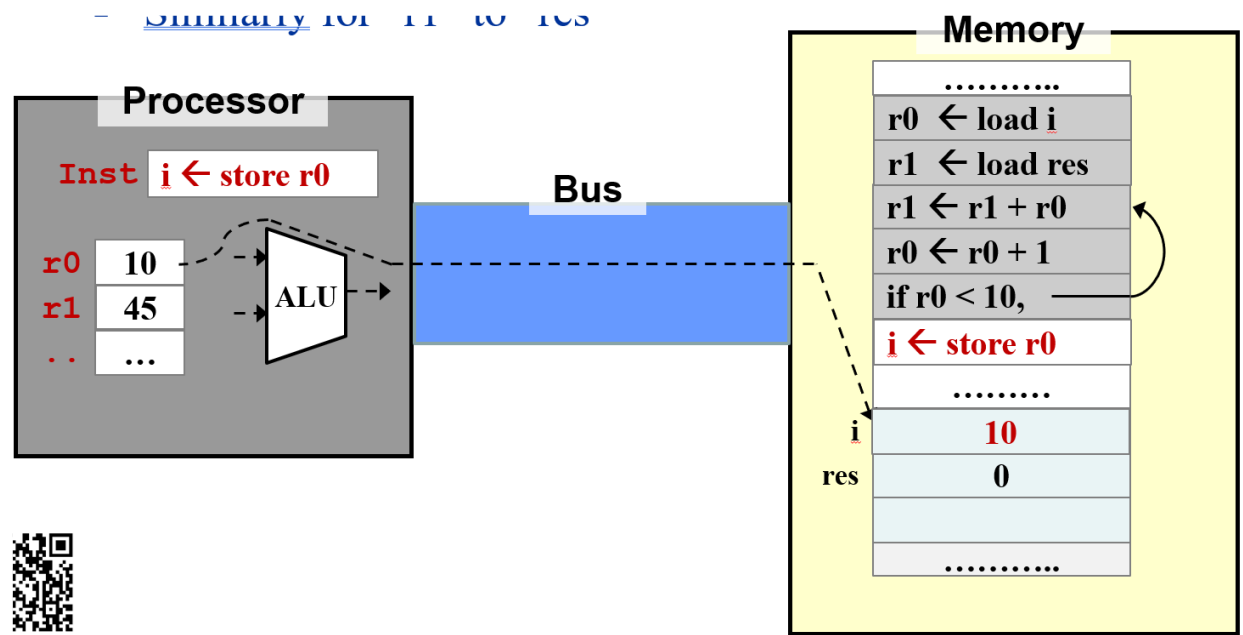 Memory
Processor
Inst i ← store r0
Bus
r0 10
r1 45
.. ...
ALU
………..
r0 ← load i
r1 ← load res
r1 ← r1 + r0
r0 ← r0 + 1
if r0 < 10,
i ← store r0
………
i 10
res 0
………..